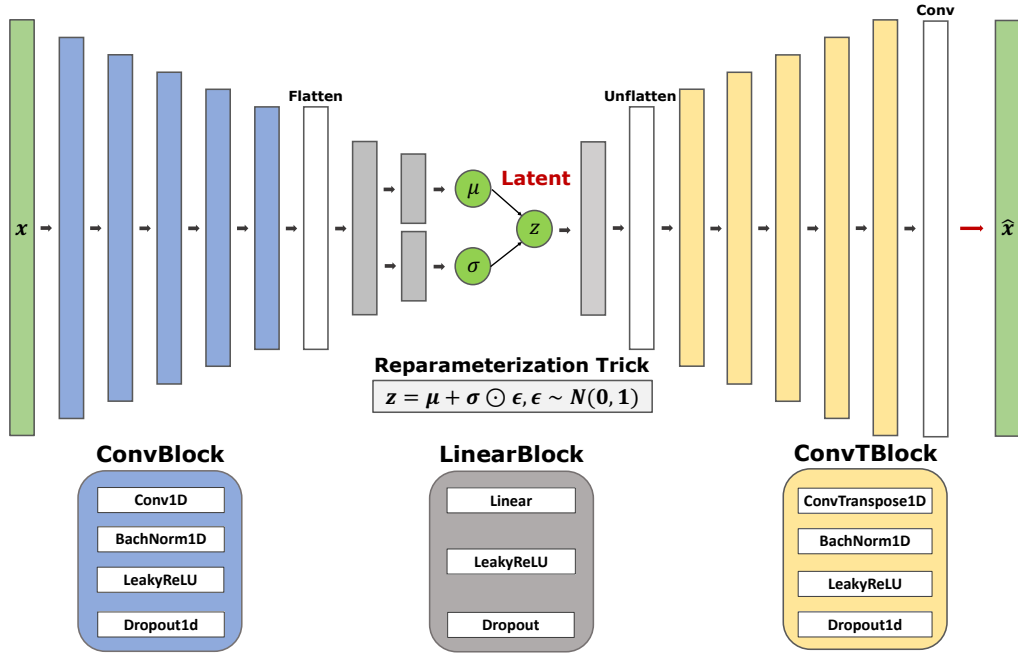 Conv
Flatten
Unflatten
x
μ
σ
Latent
z
x̂
Reparameterization Trick
z = μ + σ ⊙ ϵ, ϵ ~ N(0, 1)
ConvBlock
Conv1D
BachNorm1D
LeakyReLU
Dropout1d
LinearBlock
Linear
LeakyReLU
Dropout
ConvTBlock
ConvTranspose1D
BachNorm1D
LeakyReLU
Dropout1d